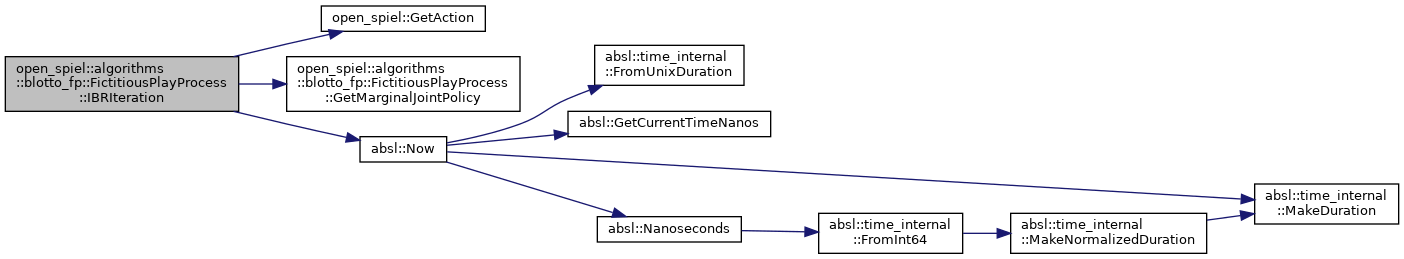 open_spiel::GetAction
open_spiel::algorithms
::blotto_fp::FictitiousPlayProcess
::IBRIteration
open_spiel::algorithms
::blotto_fp::FictitiousPlayProcess
::GetMarginalJointPolicy
absl::Now
absl::time_internal
::FromUnixDuration
absl::GetCurrentTimeNanos
absl::Nanoseconds
absl::time_internal
::FromInt64
absl::time_internal
::MakeNormalizedDuration
absl::time_internal
::MakeDuration